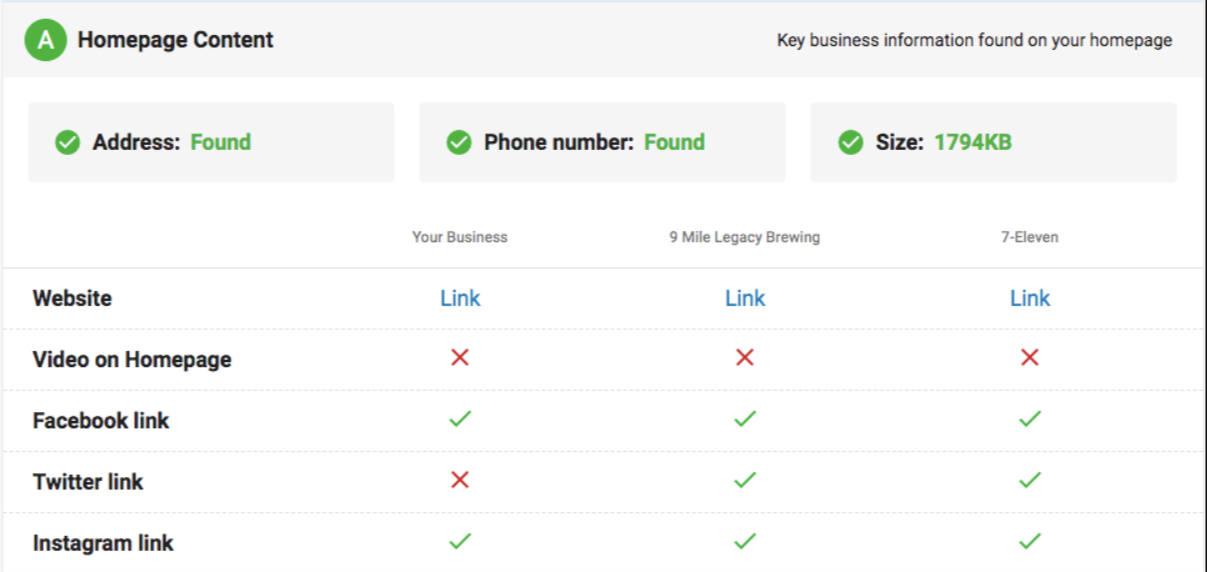 A Homepage Content Key business information found on your homepage
Address: Found Phone number: Found Size: 1794KB
Your Business 9 Mile Legacy Brewing 7-Eleven
Website Link Link Link
Video on Homepage
Facebook link
Twitter link
Instagram link